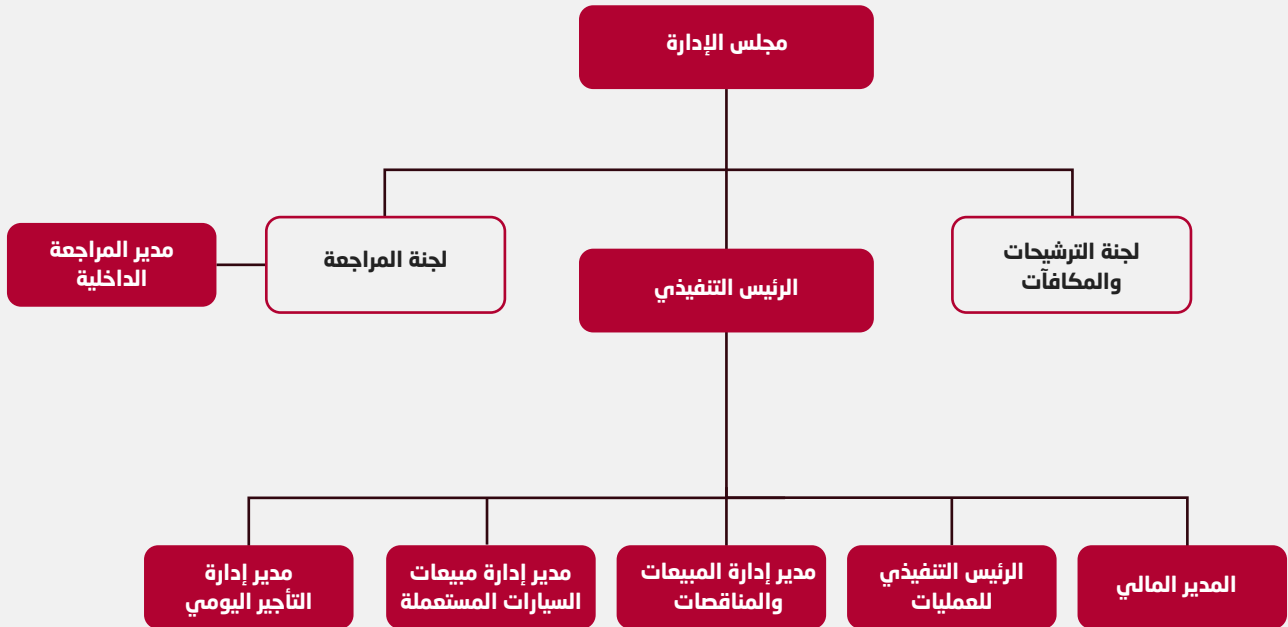 مجلس الإدارة
لجنة الترشيحات
والمكافآت
الرئيس التنفيذي
لجنة المراجعة
مدير المراجعة
الداخلية
المدير المالي
الرئيس التنفيذي
للعمليات
مدير إدارة المبيعات
والمناقصات
مدير إدارة مبيعات
السيارات المستعملة
مدير إدارة
التأجير اليومي